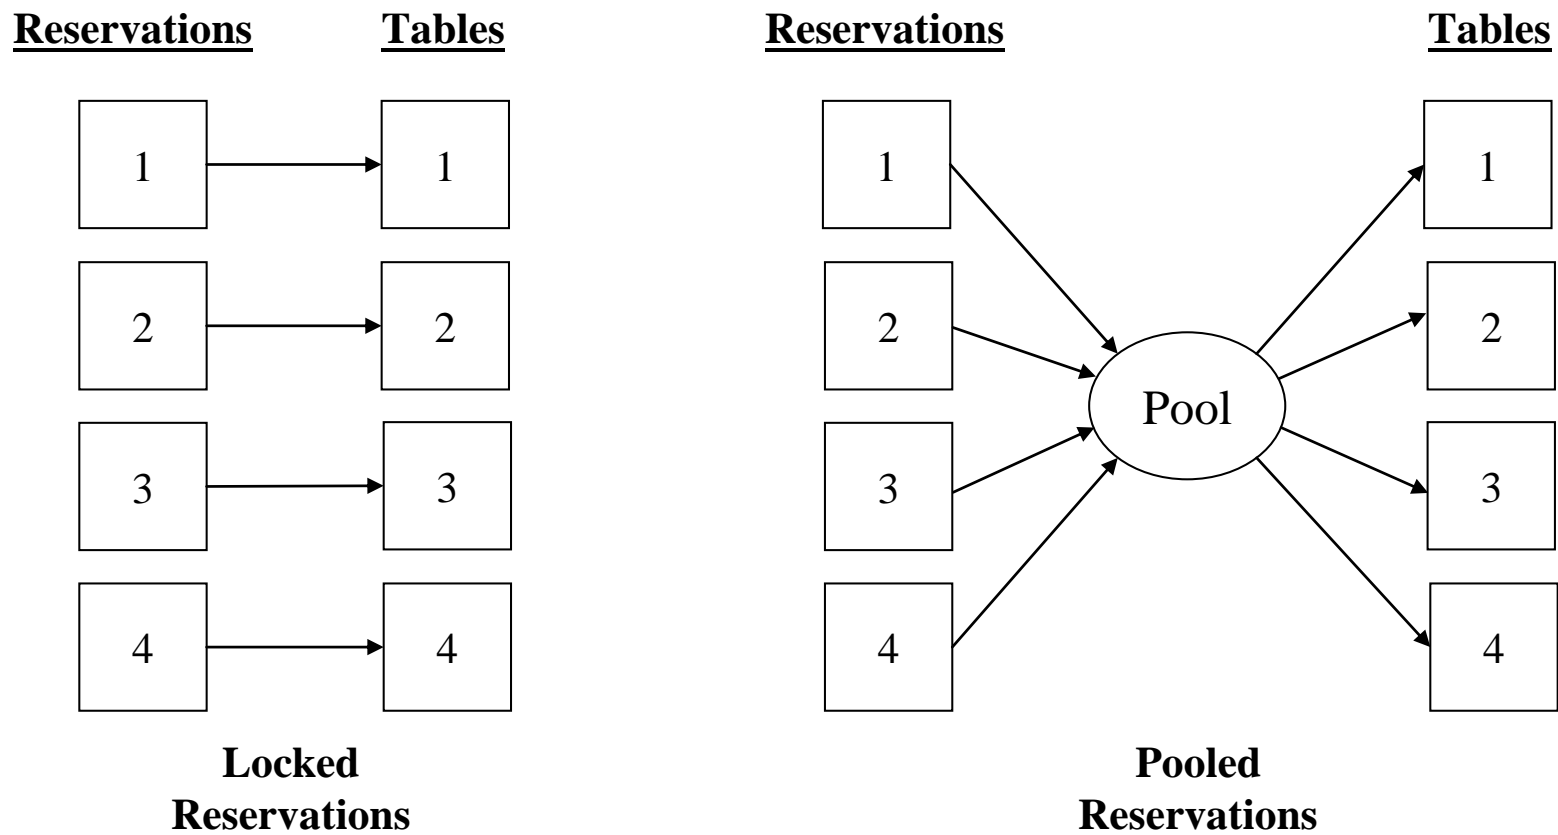 Reservations Tables
1 1
2 2
3 3
4 4
Locked
Reservations
Reservations Tables
1 1
2 2
Pool
3 3
4 4
Pooled
Reservations